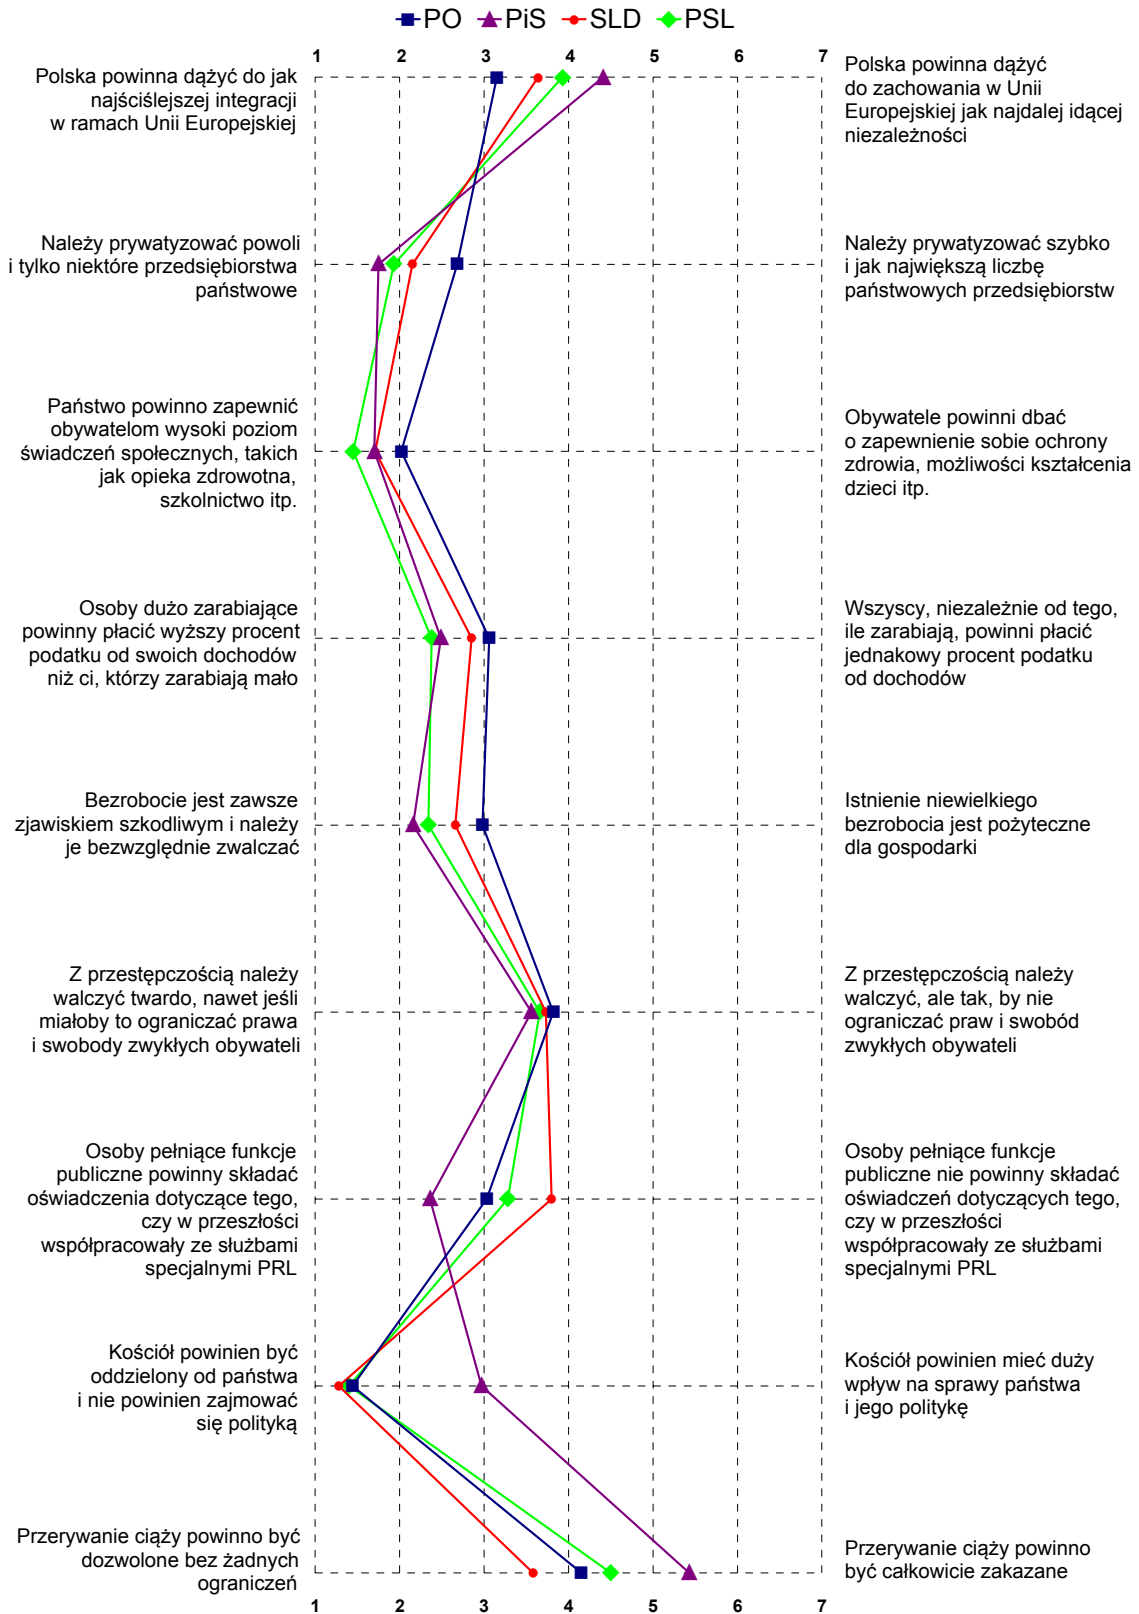 PO PiS SLD PSL
1 2 3 4 5 6 7
Polska powinna dążyć do jak
najściślejszej integracji
w ramach Unii Europejskiej
Polska powinna dążyć
do zachowania w Unii
Europejskiej jak najdalej idącej
niezależności
Należy prywatyzować powoli
i tylko niektóre przedsiębiorstwa
państwowe
Należy prywatyzować szybko
i jak największą liczbę
państwowych przedsiębiorstw
Państwo powinno zapewnić
obywatelom wysoki poziom
świadczeń społecznych, takich
jak opieka zdrowotna,
szkolnictwo itp.
Obywatele powinni dbać
o zapewnienie sobie ochrony
zdrowia, możliwości kształcenia
dzieci itp.
Osoby dużo zarabiające
powinny płacić wyższy procent
podatku od swoich dochodów
niż ci, którzy zarabiają mało
Wszyscy, niezależnie od tego,
ile zarabiają, powinni płacić
jednakowy procent podatku
od dochodów
Bezrobocie jest zawsze
zjawiskiem szkodliwym i należy
je bezwzględnie zwalczać
Istnienie niewielkiego
bezrobocia jest pożyteczne
dla gospodarki
Z przestępczością należy
walczyć twardo, nawet jeśli
miałoby to ograniczać prawa
i swobody zwykłych obywateli
Z przestępczością należy
walczyć, ale tak, by nie
ograniczać praw i swobód
zwykłych obywateli
Osoby pełniące funkcje
publiczne powinny składać
oświadczenia dotyczące tego,
czy w przeszłości
współpracowały ze służbami
specjalnymi PRL
Osoby pełniące funkcje
publiczne nie powinny składać
oświadczeń dotyczących tego,
czy w przeszłości
współpracowały ze służbami
specjalnymi PRL
Kościół powinien być
oddzielony od państwa
i nie powinien zajmować
się polityką
Kościół powinien mieć duży
wpływ na sprawy państwa
i jego politykę
Przerywanie ciąży powinno być
dozwolone bez żadnych
ograniczeń
Przerywanie ciąży powinno
być całkowicie zakazane
1 2 3 4 5 6 7